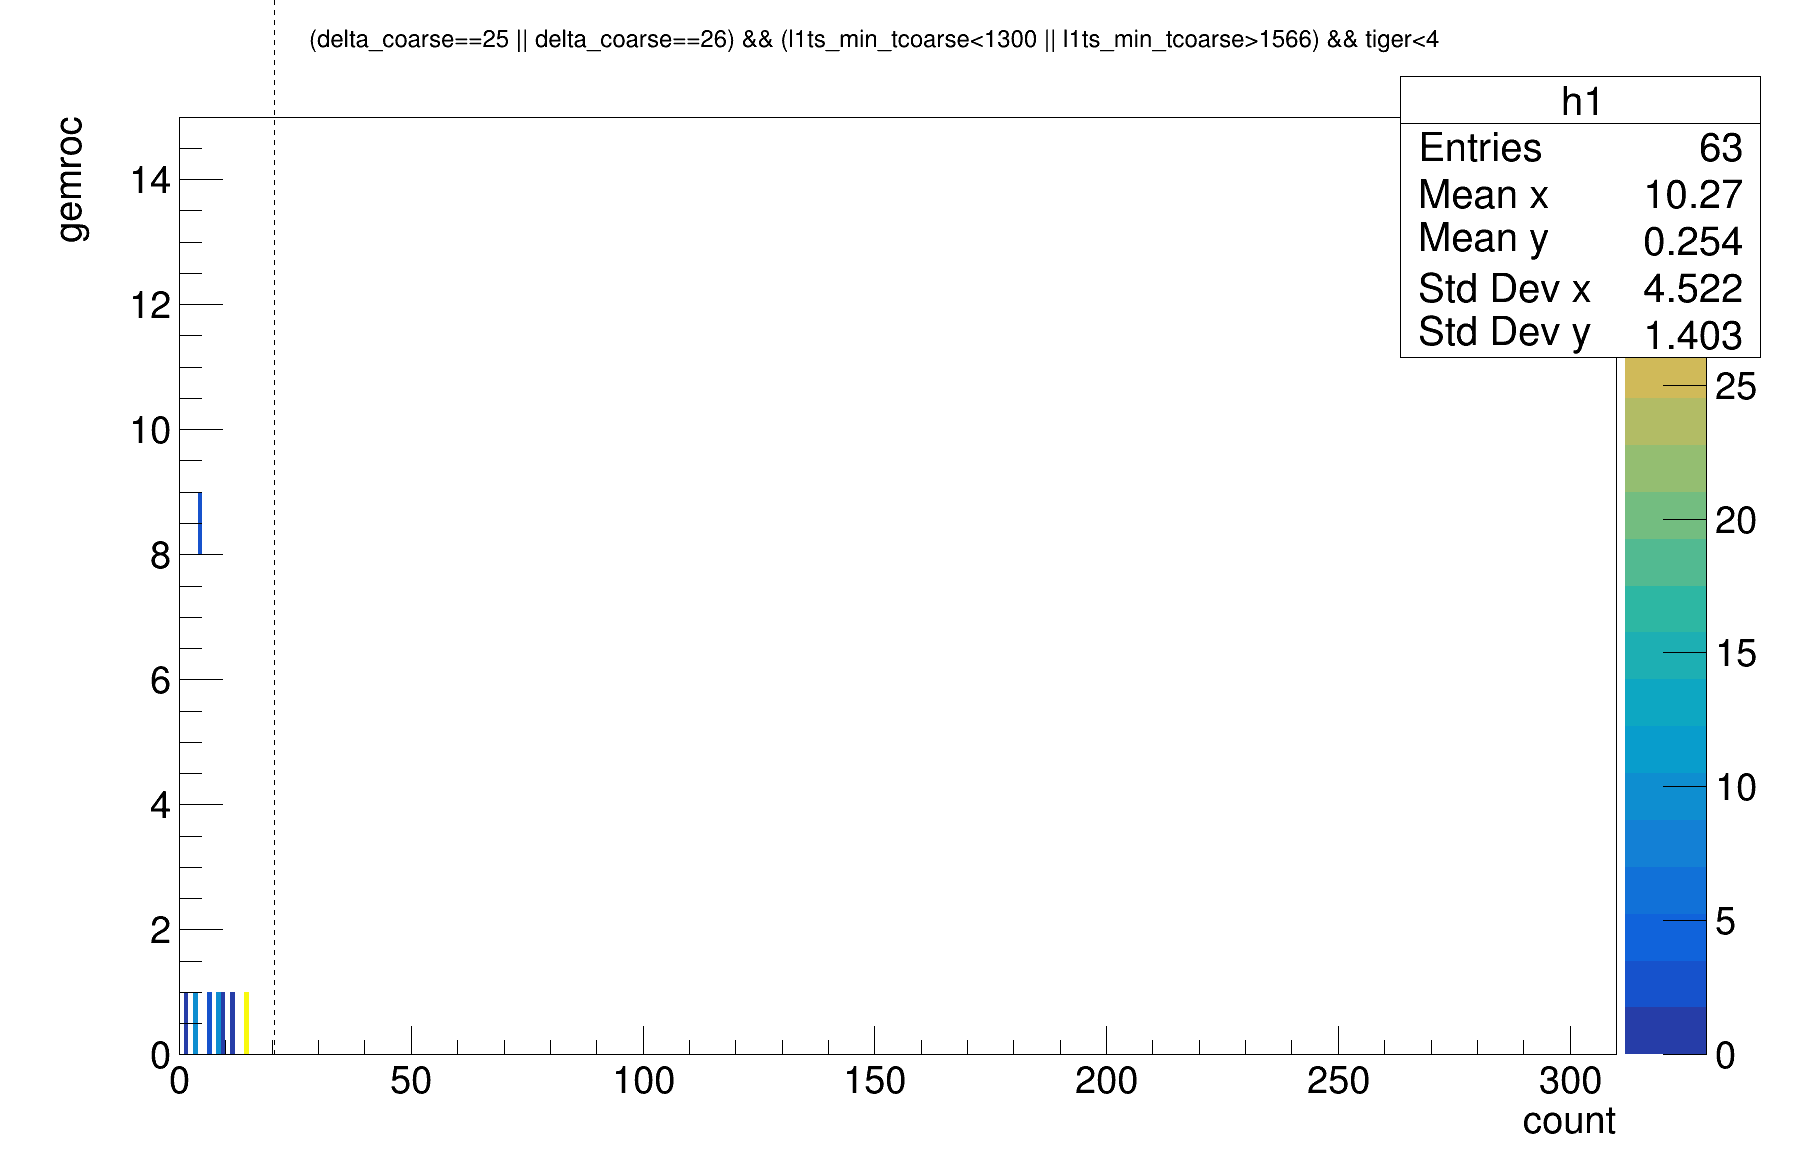 (delta_coarse==25 || delta_coarse==26) && (l1ts_min_tcoarse<1300 || l1ts_min_tcoarse>1566) && tiger<4
h1
Entries 63
Mean x 10.27
Mean y 0.254
Std Dev x 4.522
Std Dev y 1.403
gemroc
14
12
10
8
6
4
2
0
0 50 100 150 200 250 300
count
25
20
15
10
5
0